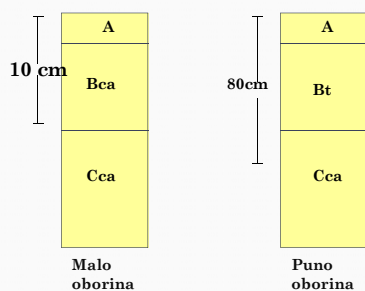 A
10 cm
Bca
Cca
Malo
oborina
A
80cm
Bt
Cca
Puno
oborina